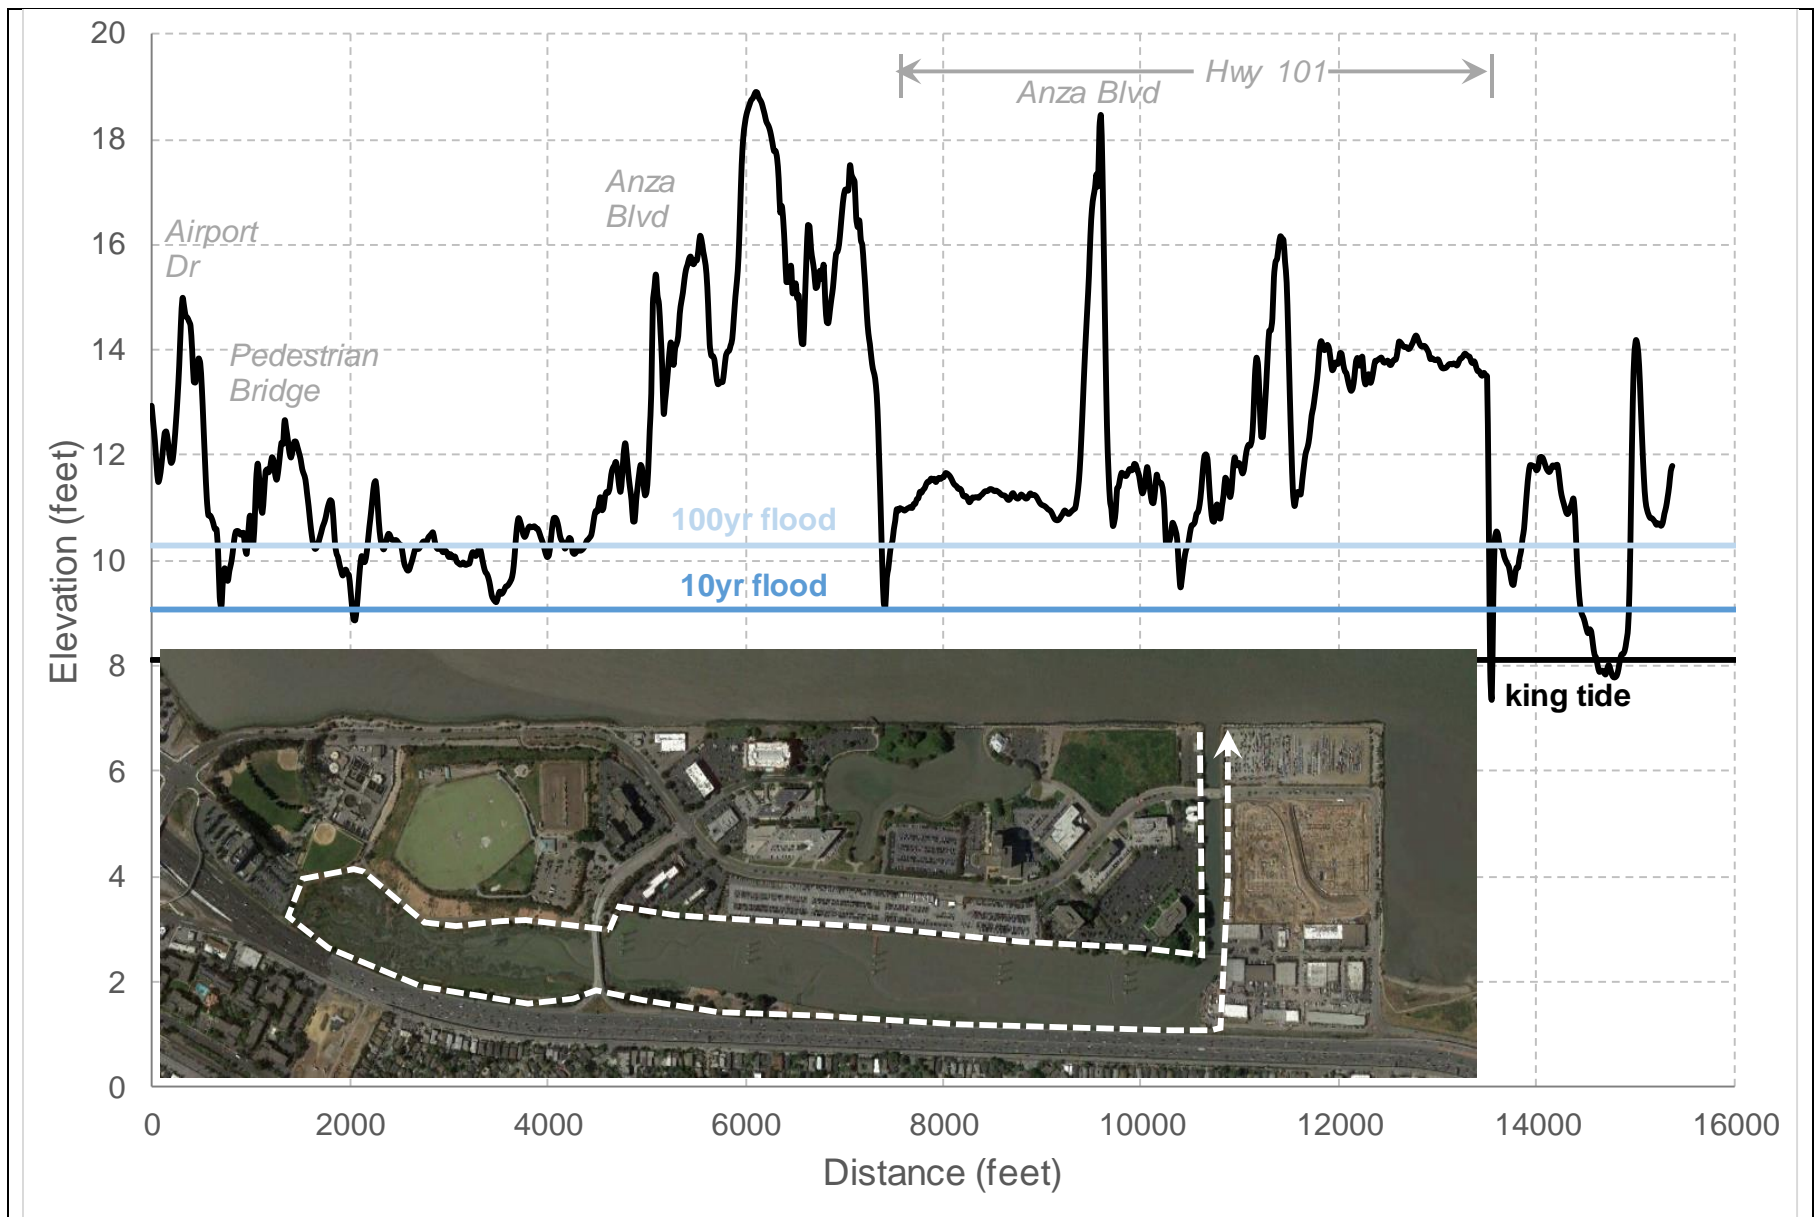 20
18
16
14
12
10
8
6
4
2
0
Elevation (feet)
Hwy 101
Anza Blvd
Anza
Blvd
Airport
Dr
Pedestrian
Bridge
100yr flood
10yr flood
king tide
0
2000
4000
6000
8000
10000
12000
14000
16000
Distance (feet)